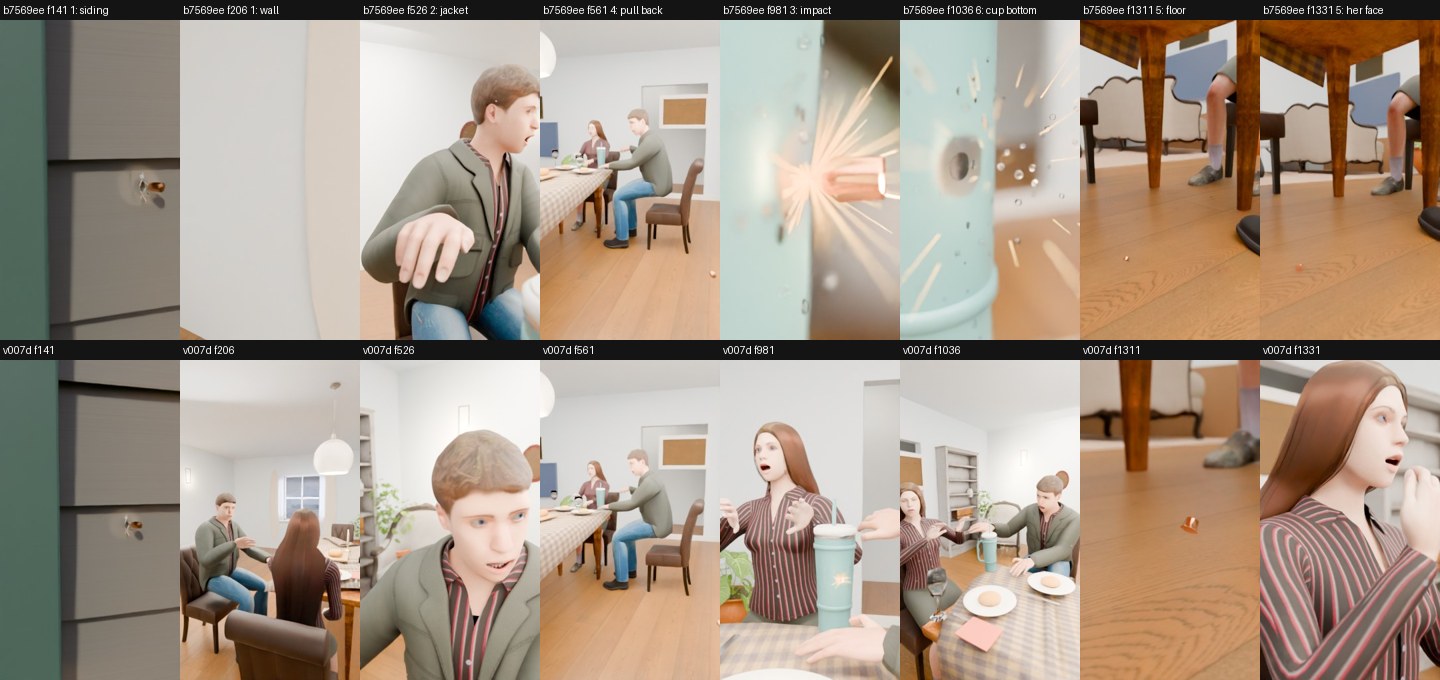 b7569ee f141 1: siding
b7569ee f206 1: wall
b7569ee f526 2: jacket
b7569ee f561 4: pull back
b7569ee f981 3: impact
b7569ee f1036 6: cup bottom
b7569ee f1311 5: floor
b7569ee f1331 5: her face
v007d f141
v007d f206
v007d f526
v007d f561
v007d f981
v007d f1036
v007d f1311
v007d f1331